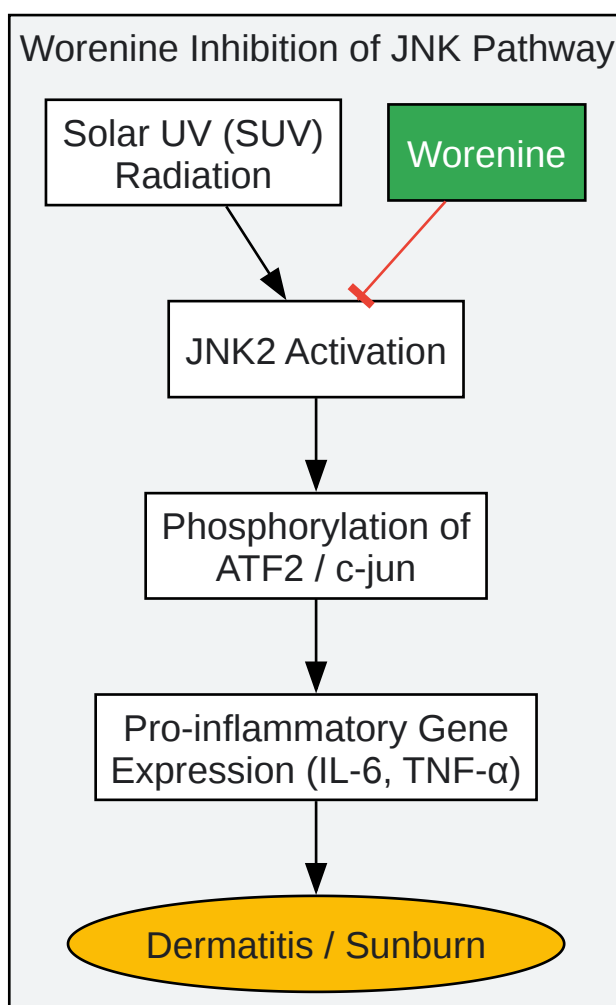 Worenine Inhibition of JNK Pathway
Solar UV (SUV)
Radiation
Worenine
JNK2 Activation
Phosphorylation of
ATF2 / c-jun
Pro-inflammatory Gene
Expression (IL-6, TNF-α)
Dermatitis / Sunburn